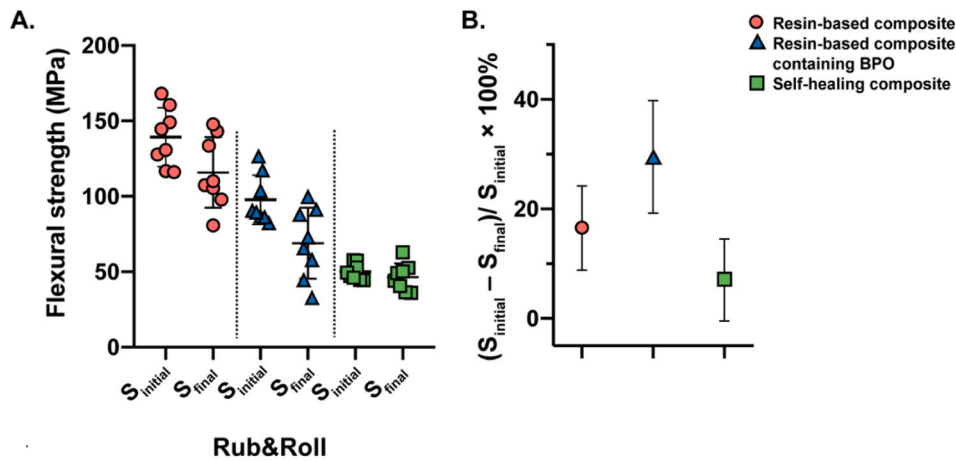 A.
Flexural strength (MPa)
200
150
100
50
0
S initial
S final
S initial
S final
S initial
S final
Rub&Roll
B.
(S initial – S final)/ S initial × 100%
40
20
0
Resin-based composite
Resin-based composite
containing BPO
Self-healing composite